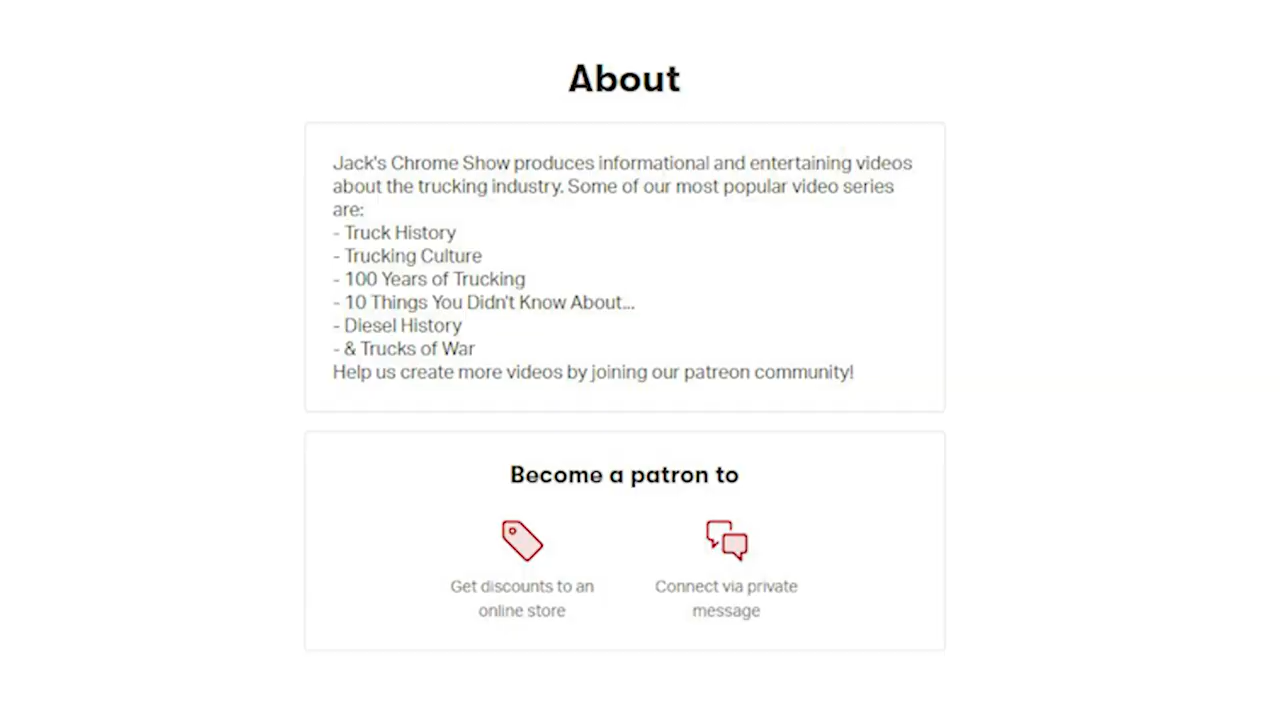 About
Jack's Chrome Show produces informational and entertaining videos
about the trucking industry. Some of our most popular video series
are:
- Truck History
- Trucking Culture
- 100 Years of Trucking
- 10 Things You Didn't Know About...
- Diesel History
- & Trucks of War
Help us create more videos by joining our patreon community!
Become a patron to
Get discounts to an
online store
Connect via private
message